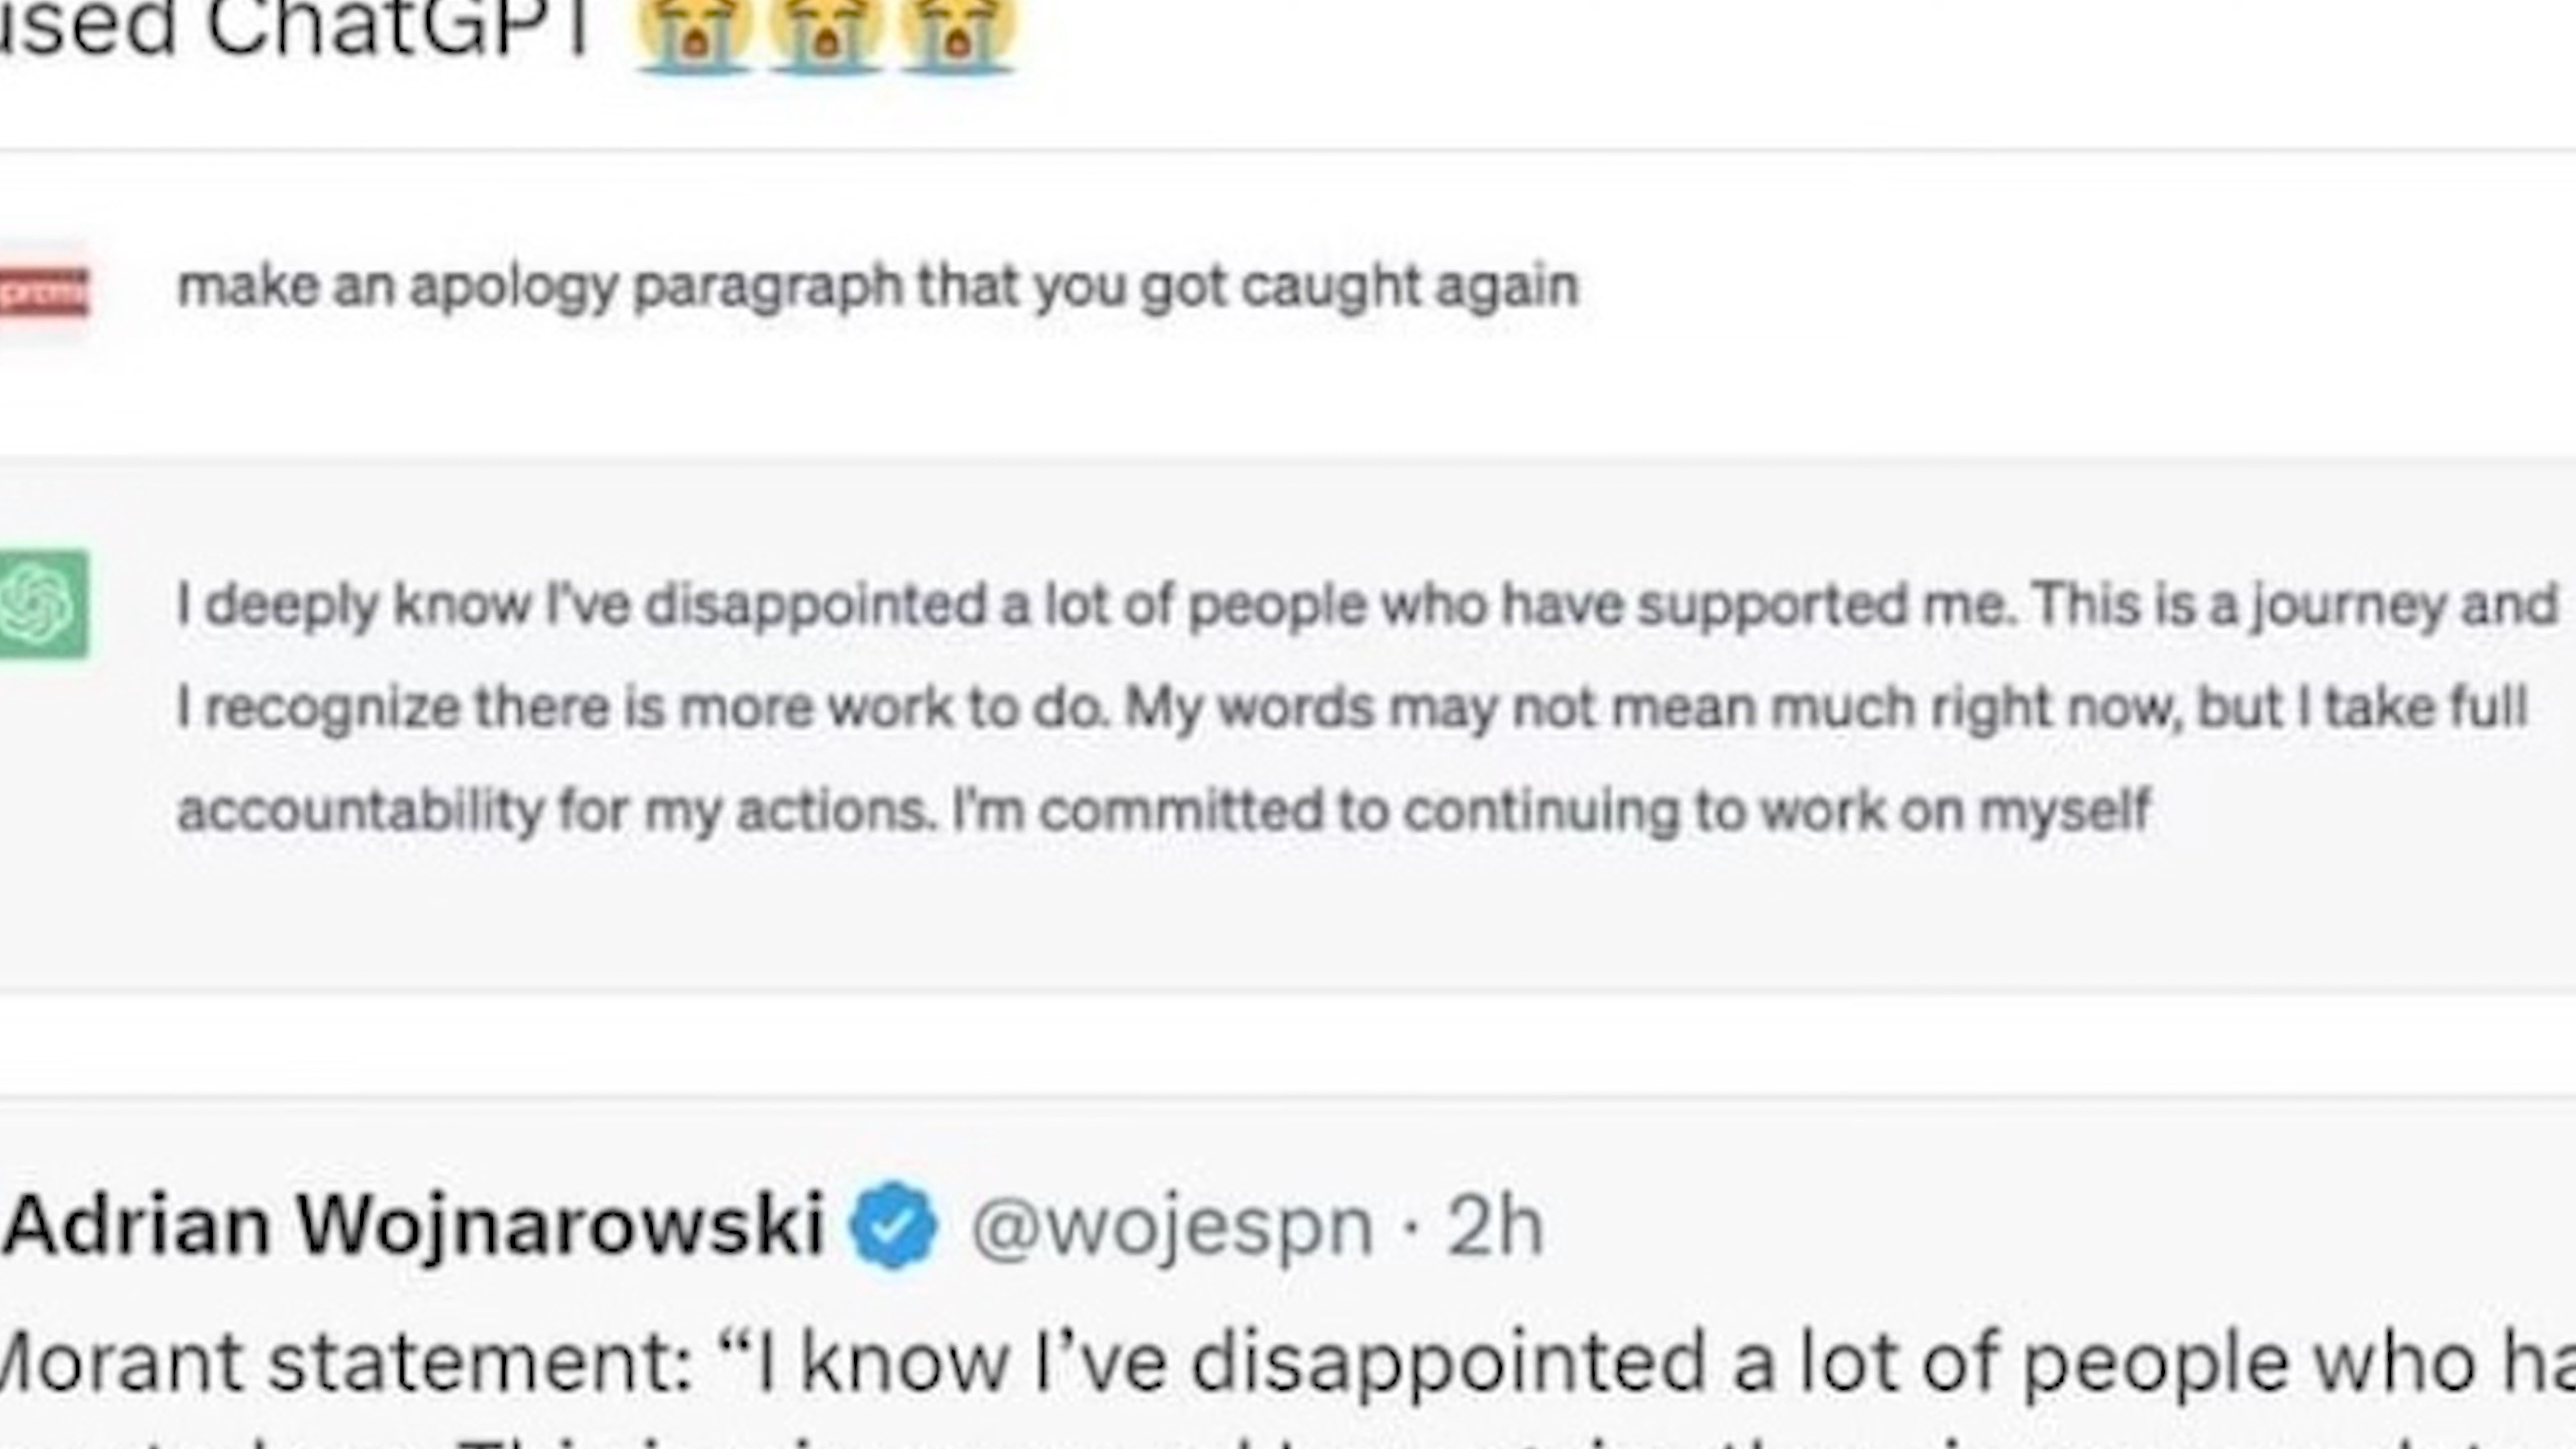 used ChatGPT 😭😭😭
make an apology paragraph that you got caught again
I deeply know I've disappointed a lot of people who have supported me. This is a journey and
I recognize there is more work to do. My words may not mean much right now, but I take full
accountability for my actions. I'm committed to continuing to work on myself
Adrian Wojnarowski @wojespn · 2h
Morant statement: “I know I’ve disappointed a lot of people who ha